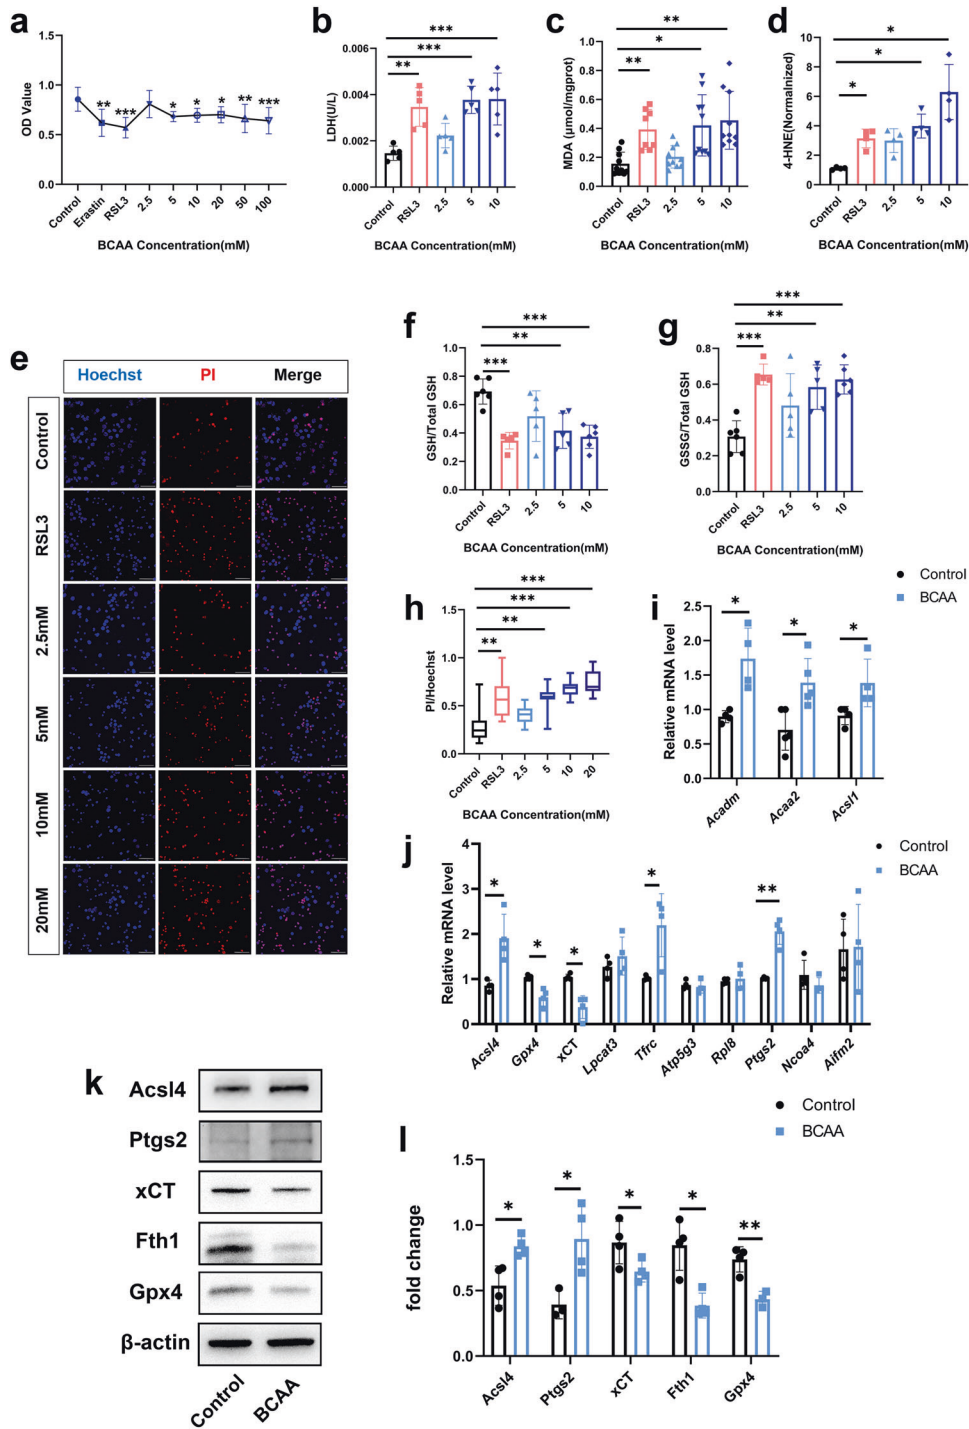 a
1.5
1.0
0.5
0.0
OD Value
** *** * * * ** ***
Control Erastin RSL3 2.5 5 10 20 50 100
BCAA Concentration(mM)
b
0.006
0.004
0.002
0.000
LDH(U/L)
***
***
**
Control RSL3 2.5 5 10
BCAA Concentration(mM)
c
1.0
0.8
0.6
0.4
0.2
0.0
MDA (μmol/mgprot)
**
*
**
Control RSL3 2.5 5 10
BCAA Concentration(mM)
d
10
8
6
4
2
0
4-HNE(Normalnized)
*
*
*
Control RSL3 2.5 5 10
BCAA Concentration(mM)
e
Hoechst PI Merge
Control
RSL3
2.5mM
5mM
10mM
20mM
f
1.0
0.8
0.6
0.4
0.2
0.0
GSH/Total GSH
***
**
***
Control RSL3 2.5 5 10
BCAA Concentration(mM)
g
0.8
0.6
0.4
0.2
0.0
GSSG/Total GSH
***
**
***
Control RSL3 2.5 5 10
BCAA Concentration(mM)
h
1.5
1.0
0.5
0.0
PI/Hoechst
***
***
**
**
Control RSL3 2.5 5 10 20
BCAA Concentration(mM)
Control
BCAA
i
2.5
2.0
1.5
1.0
0.5
0.0
Relative mRNA level
* * *
Acadm Acaa2 Acsl1
j
Control
BCAA
4
3
2
1
0
Relative mRNA level
* * * * **
Acsl4 Gpx4 xCT Lpcat3 Tfrc Atp5g3 Rpl8 Ptgs2 Ncoa4 Aifm2
k
Acsl4
Ptgs2
xCT
Fth1
Gpx4
β-actin
Control BCAA
Control
BCAA
l
1.5
1.0
0.5
0.0
fold change
* * * * **
Acsl4 Ptgs2 xCT Fth1 Gpx4